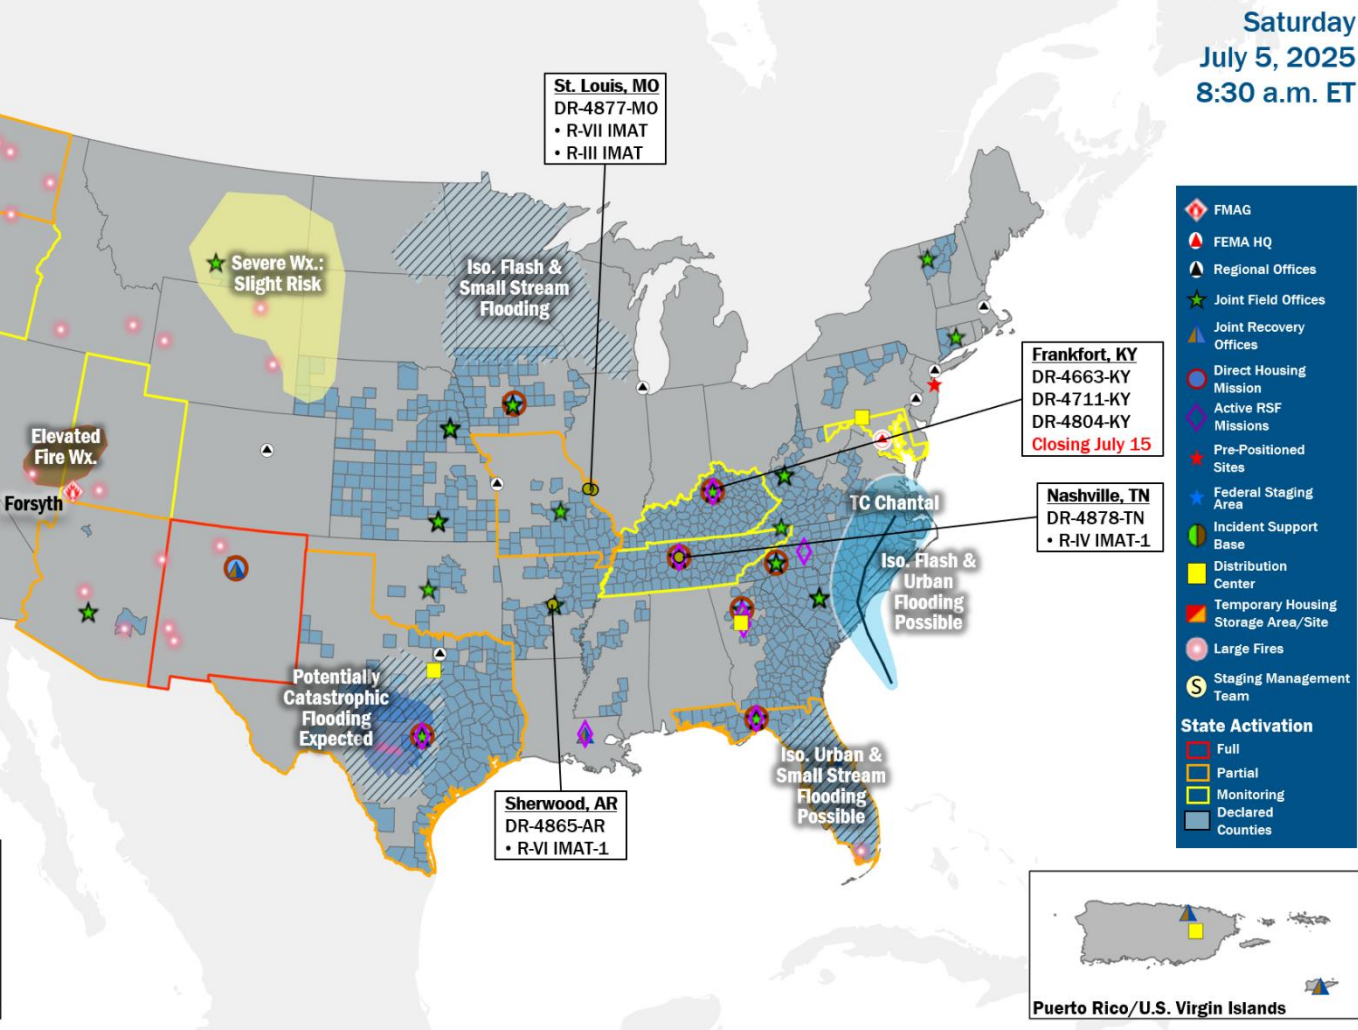 Saturday
July 5, 2025
8:30 a.m. ET
St. Louis, MO
DR-4877-MO
• R-VII IMAT
• R-III IMAT
Severe Wx.:
Slight Risk
Iso. Flash &
Small Stream
Flooding
Frankfort, KY
DR-4663-KY
DR-4711-KY
DR-4804-KY
Closing July 15
Elevated
Fire Wx.
Forsyth
TC Chantal
Nashville, TN
DR-4878-TN
• R-IV IMAT-1
Iso. Flash &
Urban
Flooding
Possible
Potentially
Catastrophic
Flooding
Expected
Iso. Urban &
Small Stream
Flooding
Possible
Sherwood, AR
DR-4865-AR
• R-VI IMAT-1
FMAG
FEMA HQ
Regional Offices
Joint Field Offices
Joint Recovery
Offices
Direct Housing
Mission
Active RSF
Missions
Pre-Positioned
Sites
Federal Staging
Area
Incident Support
Base
Distribution
Center
Temporary Housing
Storage Area/Site
Large Fires
S
Staging Management
Team
State Activation
Full
Partial
Monitoring
Declared
Counties
Puerto Rico/U.S. Virgin Islands